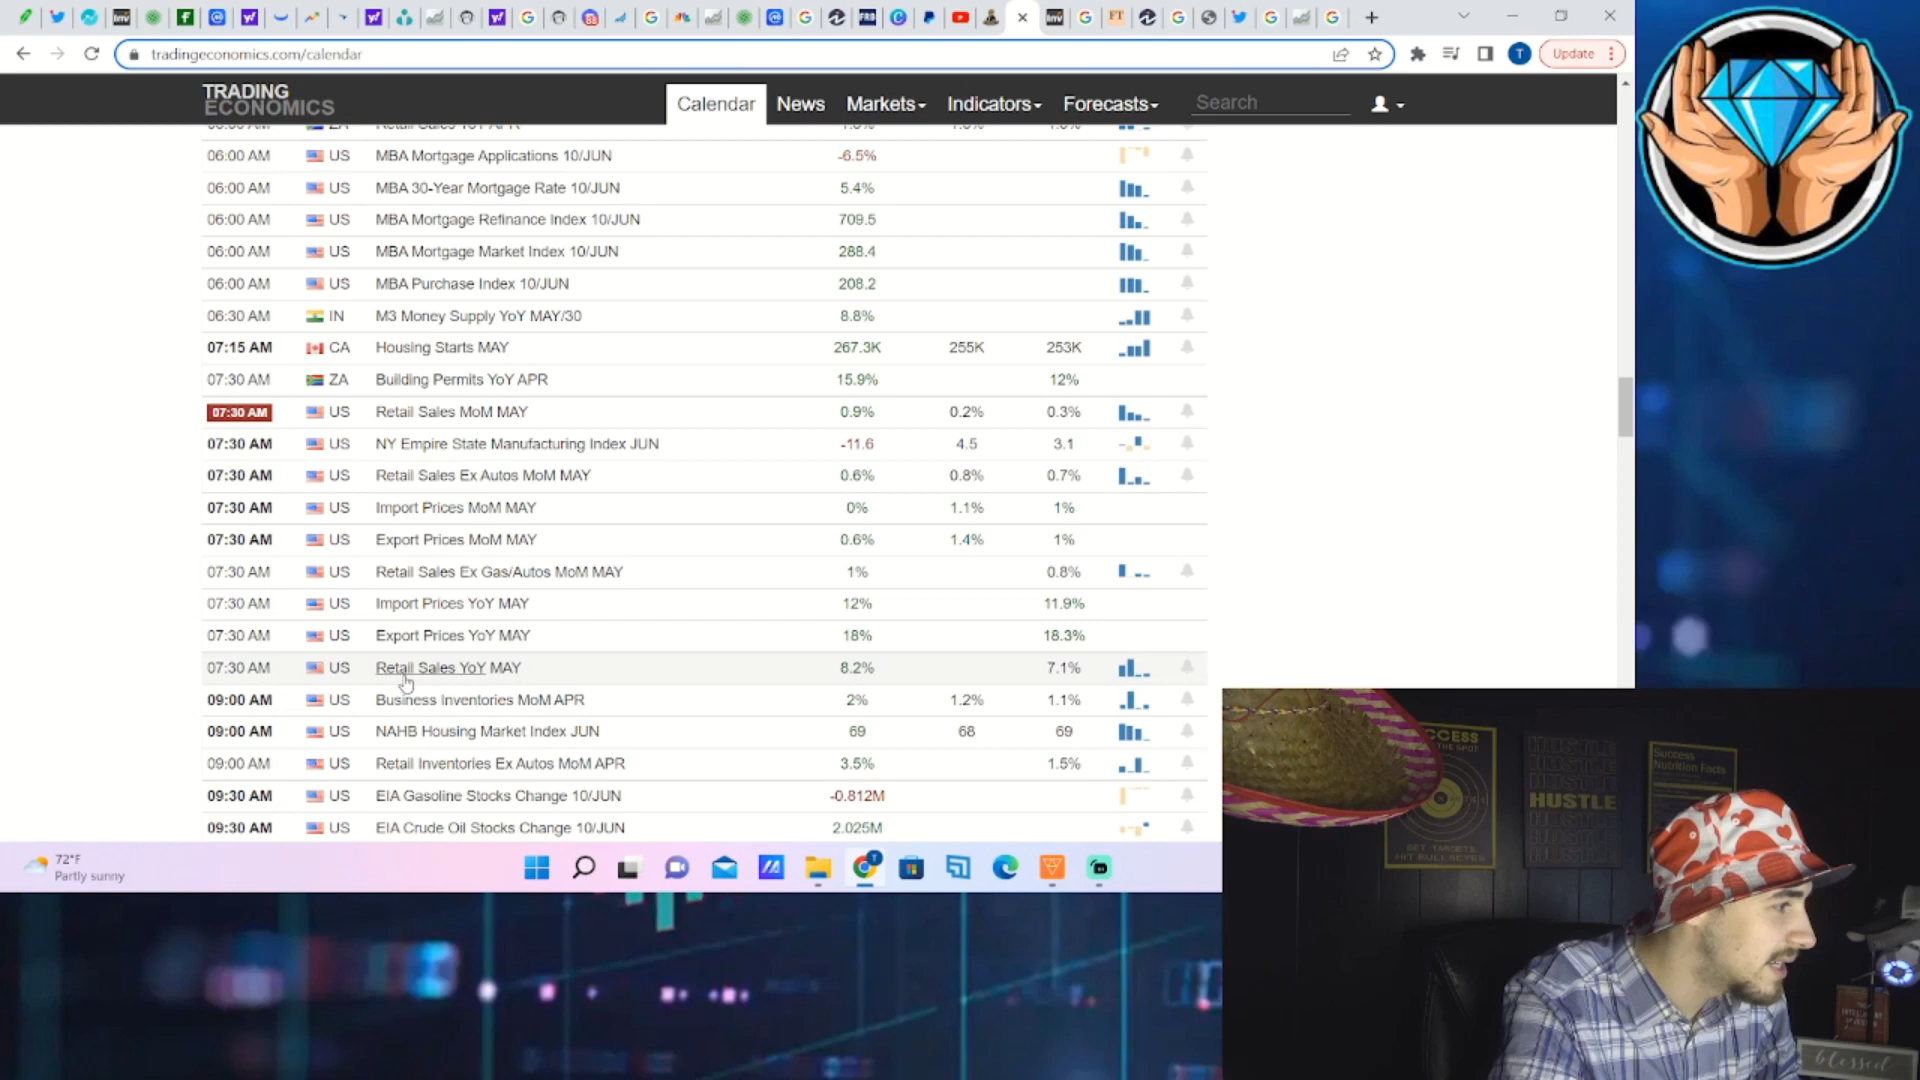 tradingeconomics.com/calendar
Update
TRADING
ECONOMICS
Calendar
News
Markets
Indicators
Forecasts
Search
06:00 AM US MBA Mortgage Applications 10/JUN -6.5%
06:00 AM US MBA 30-Year Mortgage Rate 10/JUN 5.4%
06:00 AM US MBA Mortgage Refinance Index 10/JUN 709.5
06:00 AM US MBA Mortgage Market Index 10/JUN 288.4
06:00 AM US MBA Purchase Index 10/JUN 208.2
06:30 AM IN M3 Money Supply YoY MAY/30 8.8%
07:15 AM CA Housing Starts MAY 267.3K 255K 253K
07:30 AM ZA Building Permits YoY APR 15.9% 12%
07:30 AM US Retail Sales MoM MAY 0.9% 0.2% 0.3%
07:30 AM US NY Empire State Manufacturing Index JUN -11.6 4.5 3.1
07:30 AM US Retail Sales Ex Autos MoM MAY 0.6% 0.8% 0.7%
07:30 AM US Import Prices MoM MAY 0% 1.1% 1%
07:30 AM US Export Prices MoM MAY 0.6% 1.4% 1%
07:30 AM US Retail Sales Ex Gas/Autos MoM MAY 1% 0.8%
07:30 AM US Import Prices YoY MAY 12% 11.9%
07:30 AM US Export Prices YoY MAY 18% 18.3%
07:30 AM US Retail Sales YoY MAY 8.2% 7.1%
09:00 AM US Business Inventories MoM APR 2% 1.2% 1.1%
09:00 AM US NAHB Housing Market Index JUN 69 68 69
09:00 AM US Retail Inventories Ex Autos MoM APR 3.5% 1.5%
09:30 AM US EIA Gasoline Stocks Change 10/JUN -0.812M
09:30 AM US EIA Crude Oil Stocks Change 10/JUN 2.025M
72°F
Partly sunny
HUSTLE
Success
Nutrition Facts
blessed